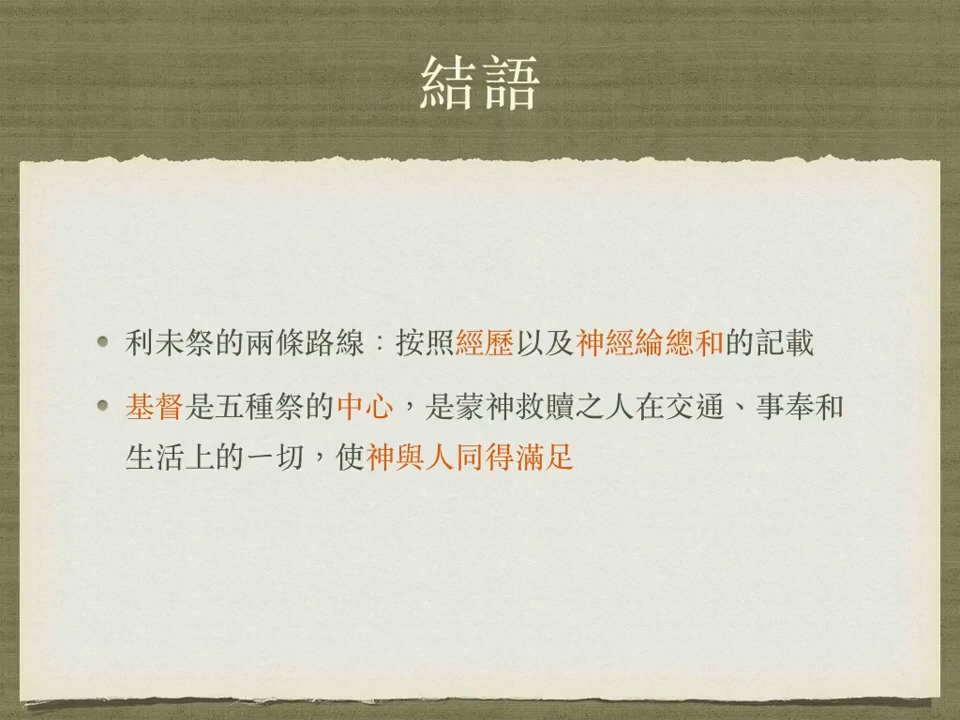 結語
• 利未祭的兩條路線：按照經歷以及神經綸總和的記載
• 基督是五種祭的中心，是蒙神救贖之人在交通、事奉和
生活上的一切，使神與人同得滿足